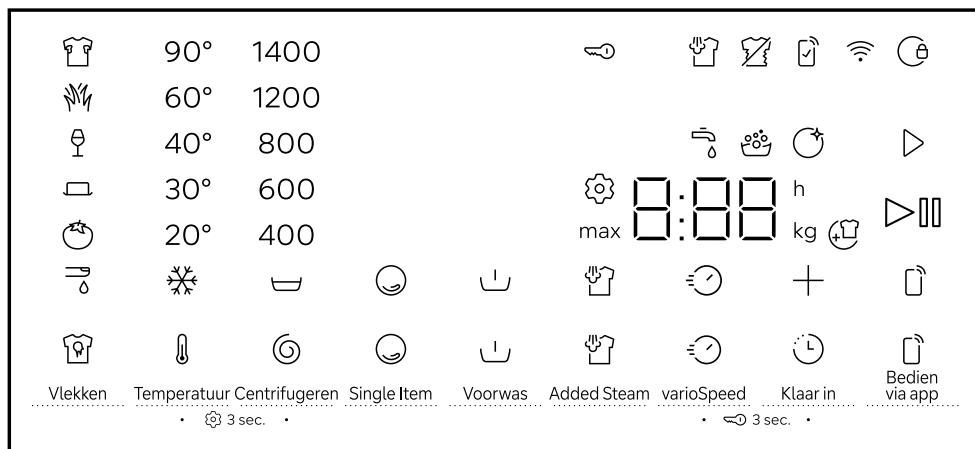 90° 1400
60° 1200
40° 800
30° 600 h
20° 400 max 8:88 kg
Vlekken Temperatuur Centrifugeren Single Item Voorwas Added Steam varioSpeed Klaar in Bedien via app
3 sec. 3 sec.